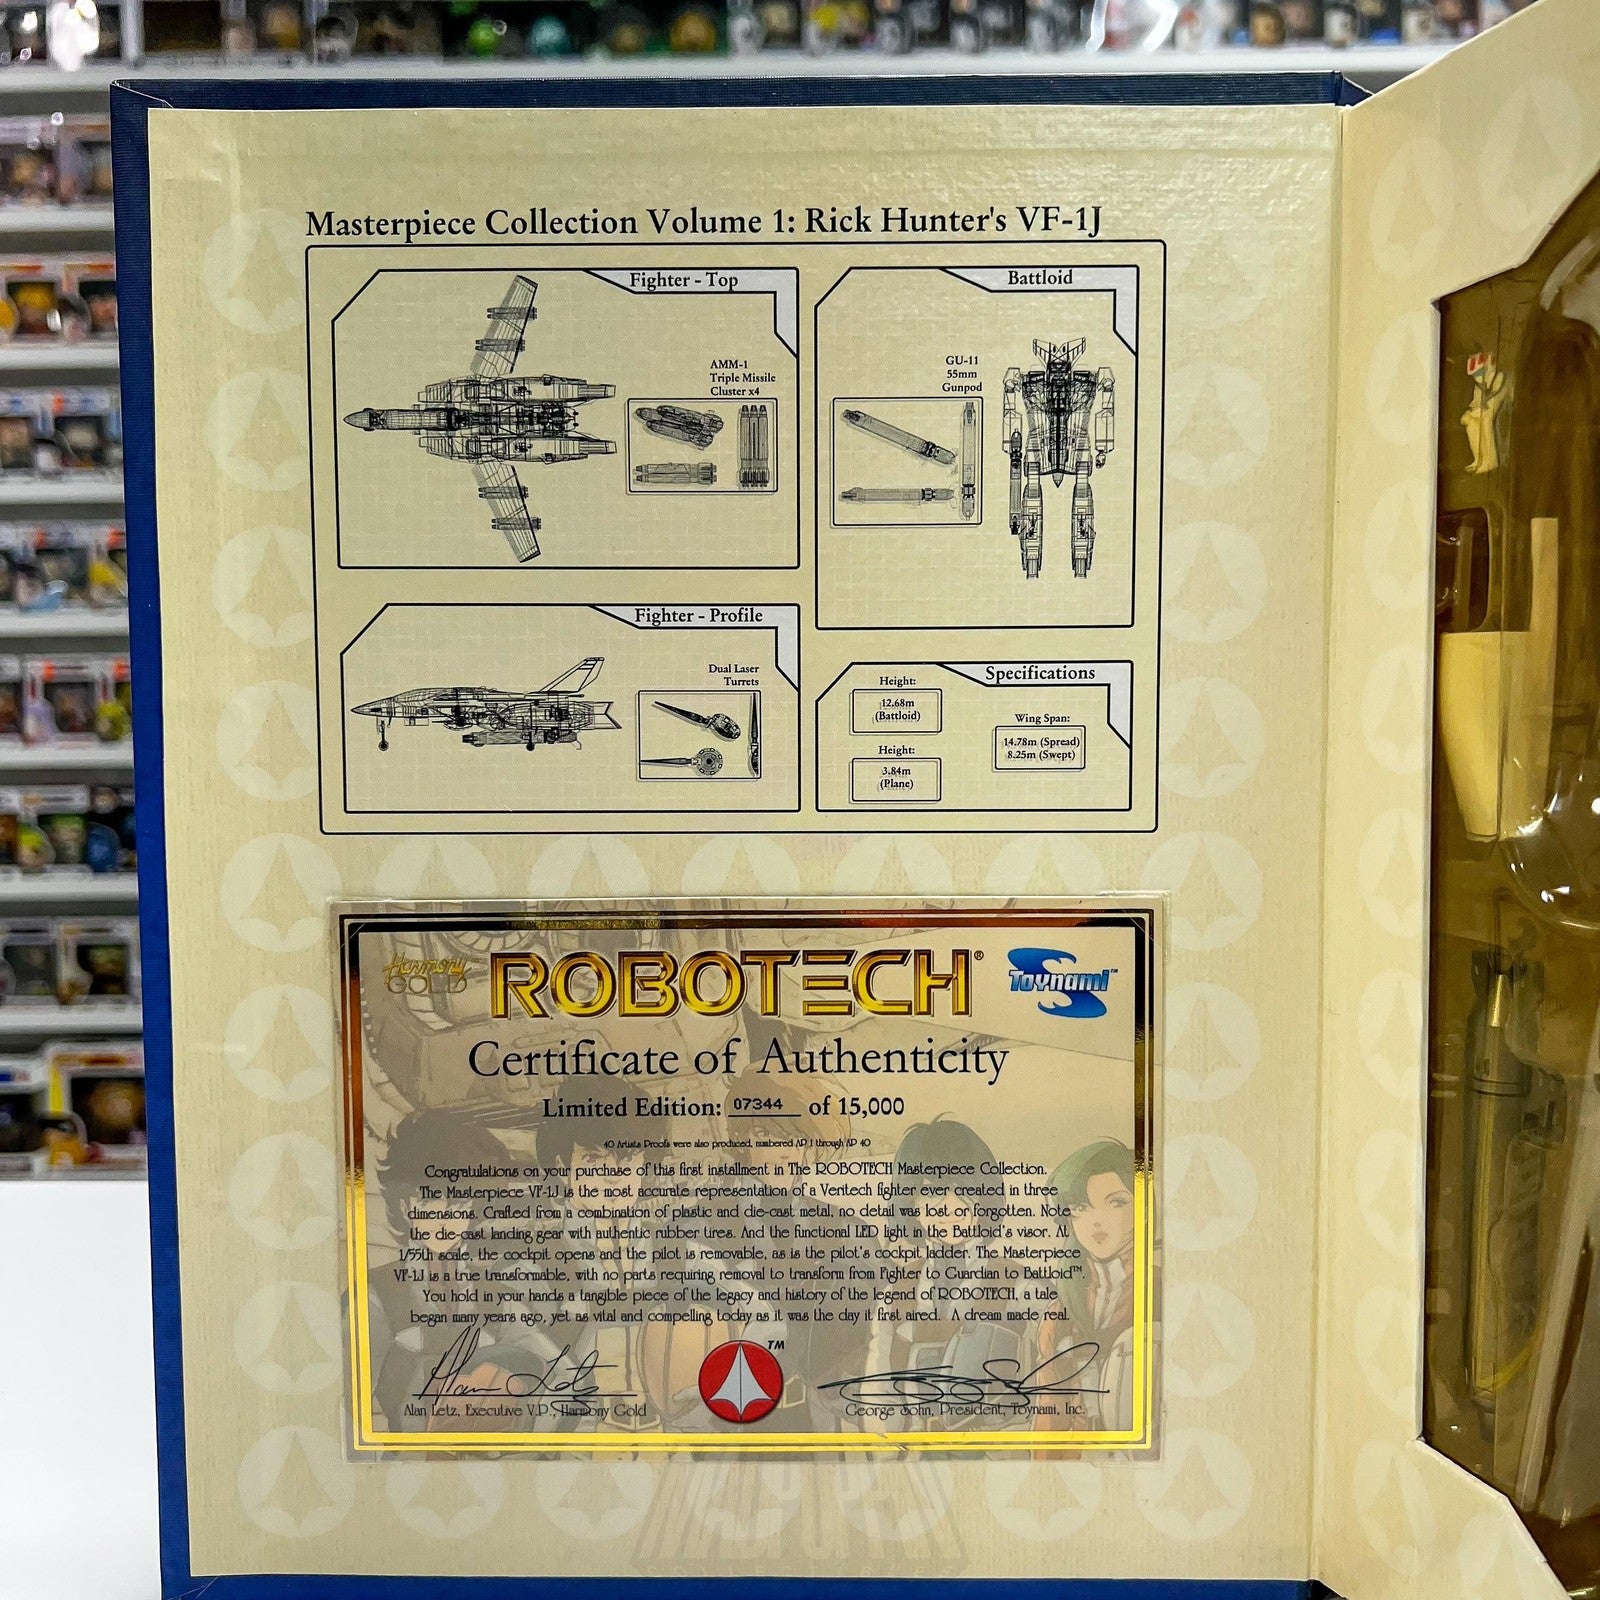 Masterpiece Collection Volume 1: Rick Hunter's VF-1J
Fighter - Top
AMM-1
Triple Missile
Cluster x4
Battloid
GU-11
55mm
Gunpod
Fighter - Profile
Dual Laser
Turrets
Specifications
Height:
12.68m
(Battloid)
Height:
3.84m
(Plane)
Wing Span:
14.78m (Spread)
8.25m (Swept)
Harmony
GOLD
ROBOTECH®
Toynami™
Certificate of Authenticity
Limited Edition: 07344 of 15,000
40 Artists Proofs were also produced, numbered AP 1 through AP 40
Congratulations on your purchase of this first installment in The ROBOTECH Masterpiece Collection.
The Masterpiece VF-1J is the most accurate representation of a Veritech fighter ever created in three
dimensions. Crafted from a combination of plastic and die-cast metal, no detail was lost or forgotten. Note
the die-cast landing gear with authentic rubber tires. And the functional LED light in the Battloid's visor. At
1/55th scale, the cockpit opens and the pilot is removable, as is the pilot's cockpit ladder. The Masterpiece
VF-1J is a true transformable, with no parts requiring removal to transform from Fighter to Guardian to Battloid™.
You hold in your hands a tangible piece of the legacy and history of the legend of ROBOTECH, a tale
began many years ago, yet as vital and compelling today as it was the day it first aired. A dream made real.
TM
Alan Letz
Alan Letz, Executive V.P., Harmony Gold
George Sohn, President, Toynami, Inc.